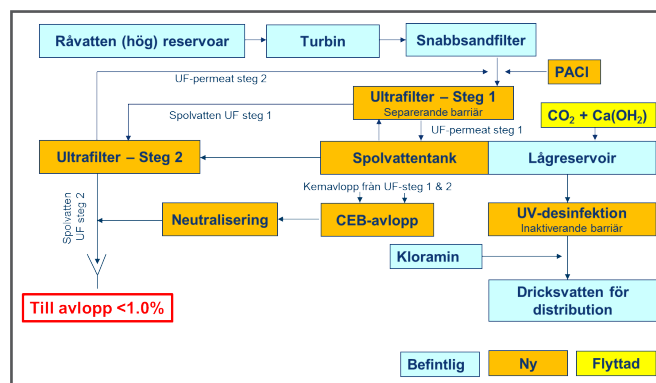 Råvatten (hög) reservoar
Turbin
Snabbsandfilter
UF-permeat steg 2
PACl
Ultrafilter – Steg 1
Separerande barriär
Spolvatten UF steg 1
UF-permeat steg 1
CO2 + Ca(OH2)
Ultrafilter – Steg 2
Spolvattentank
Lågreservoir
Kemavlopp från UF-steg 1 & 2
Spolvatten
UF steg 2
Neutralisering
CEB-avlopp
UV-desinfektion
Inaktiverande barriär
Kloramin
Till avlopp <1.0%
Dricksvatten för
distribution
Befintlig
Ny
Flyttad